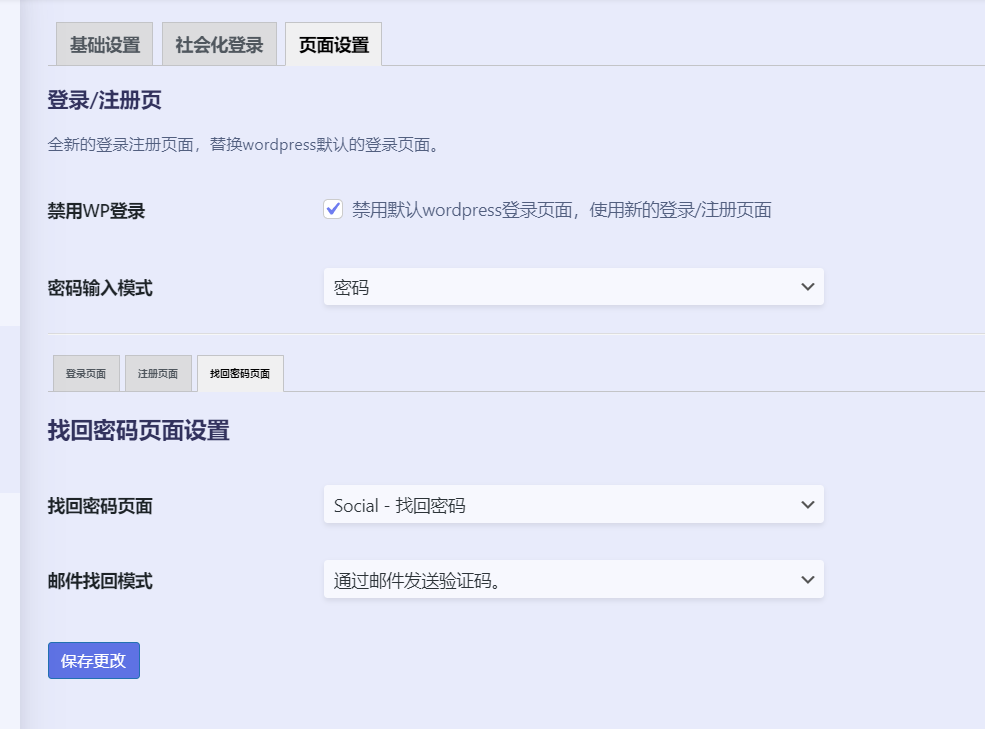 基础设置 社会化登录 页面设置
登录/注册页
全新的登录注册页面，替换wordpress默认的登录页面。
禁用WP登录 禁用默认wordpress登录页面，使用新的登录/注册页面
密码输入模式 密码
登录页面 注册页面 找回密码页面
找回密码页面设置
找回密码页面 Social - 找回密码
邮件找回模式 通过邮件发送验证码。
保存更改